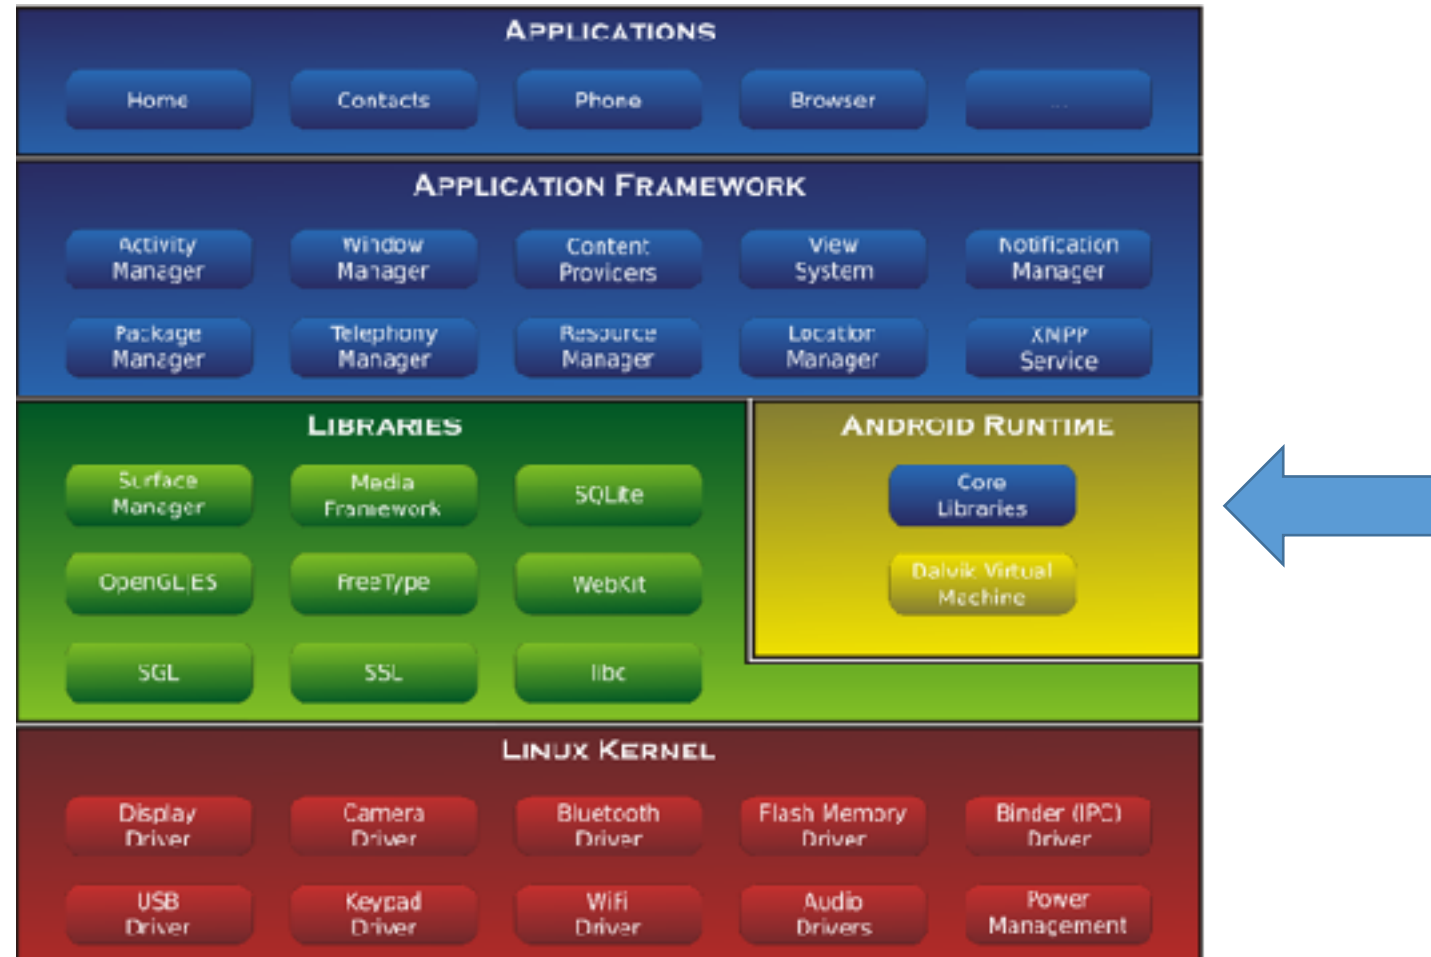 APPLICATIONS
Home
Contacts
Phone
Browser
...
APPLICATION FRAMEWORK
Activity
Manager
Window
Manager
Content
Providers
View
System
Notification
Manager
Package
Manager
Telephony
Manager
Resource
Manager
Location
Manager
XMPP
Service
LIBRARIES
Surface
Manager
Media
Framework
SQLite
OpenGL|ES
FreeType
WebKit
SGL
SSL
libc
ANDROID RUNTIME
Core
Libraries
Dalvik Virtual
Machine
LINUX KERNEL
Display
Driver
Camera
Driver
Bluetooth
Driver
Flash Memory
Driver
Binder (IPC)
Driver
USB
Driver
Keypad
Driver
WiFi
Driver
Audio
Drivers
Power
Management